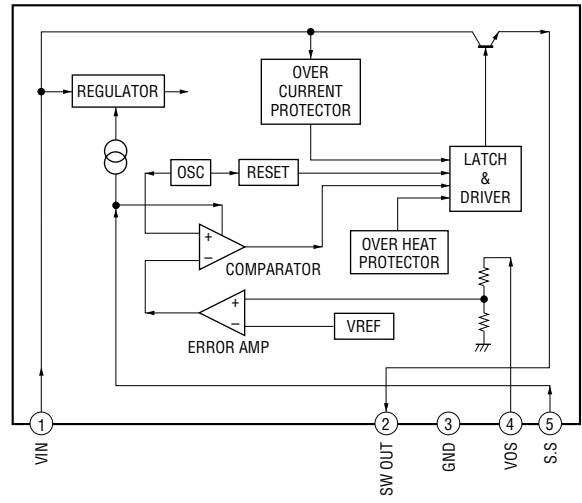 OVER
CURRENT
PROTECTOR
REGULATOR
OSC
RESET
LATCH
&
DRIVER
+
−
COMPARATOR
OVER HEAT
PROTECTOR
+
−
ERROR AMP
VREF
1
2
3
4
5
VIN
SW OUT
GND
VOS
S.S